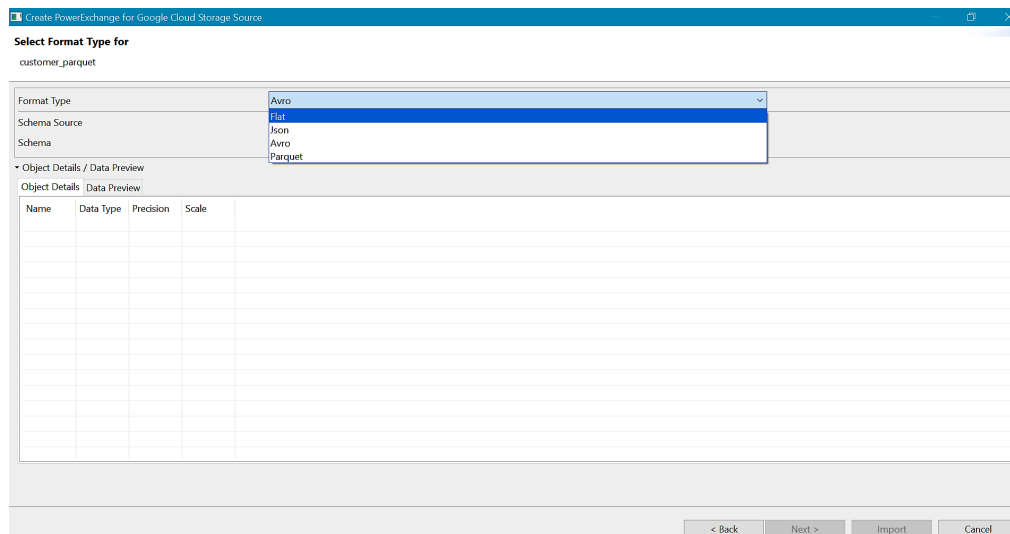 Create PowerExchange for Google Cloud Storage Source
Select Format Type for
customer_parquet
Format Type Avro
Flat
Schema Source
Json
Schema Avro
Parquet
Object Details / Data Preview
Object Details Data Preview
Name Data Type Precision Scale
< Back Next > Import Cancel